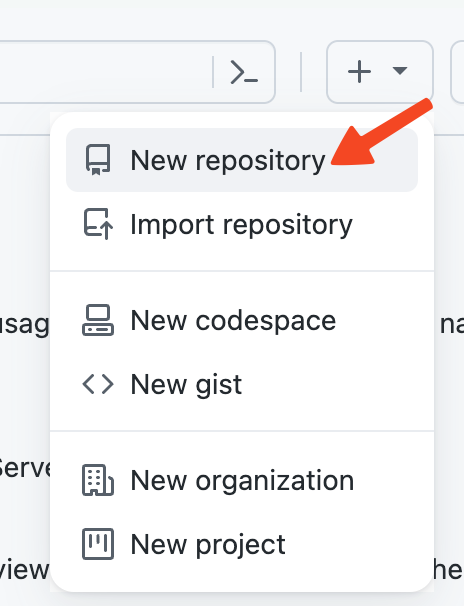 New repository
Import repository
usag
na
New codespace
New gist
Serve
New organization
New project
view
he